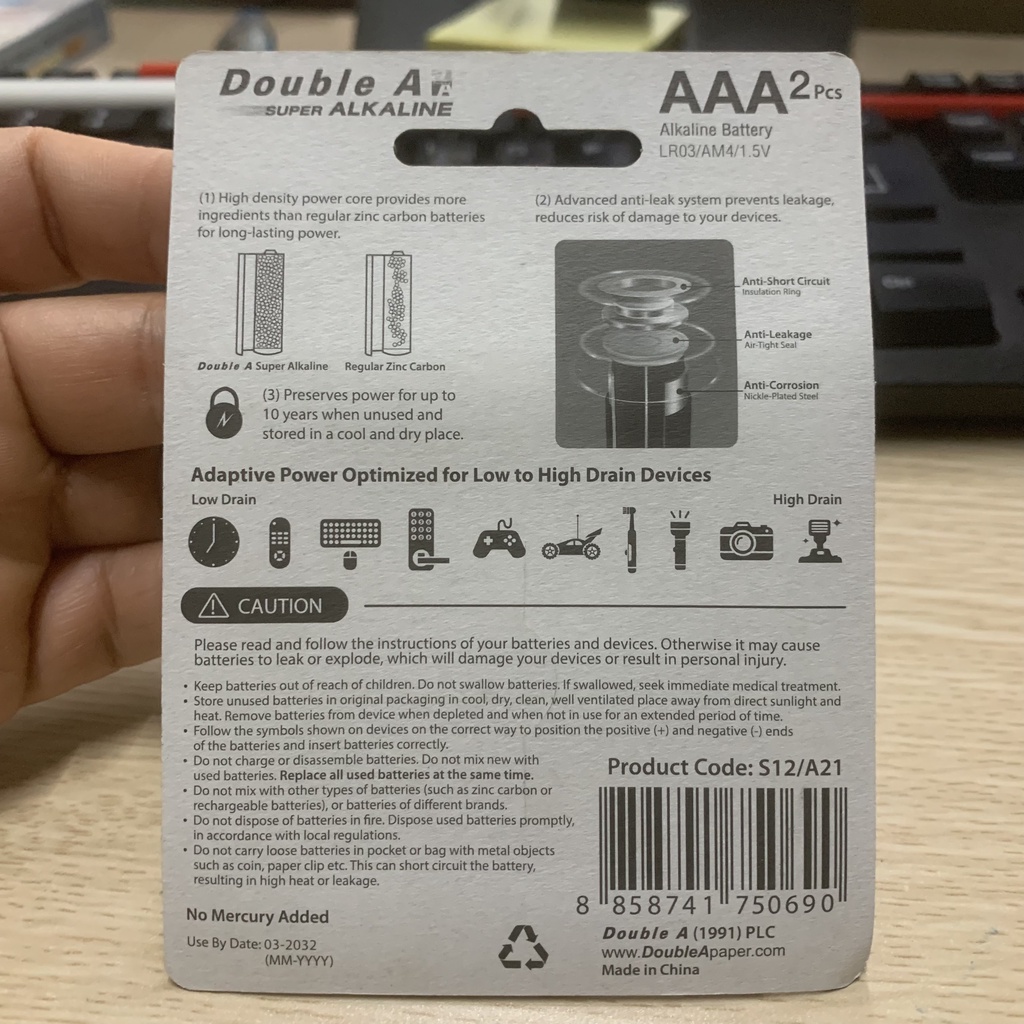 Double A
SUPER ALKALINE
AAA 2 Pcs
Alkaline Battery
LR03/AM4/1.5V
(1) High density power core provides more
ingredients than regular zinc carbon batteries
for long-lasting power.
(2) Advanced anti-leak system prevents leakage,
reduces risk of damage to your devices.
Double A Super Alkaline
Regular Zinc Carbon
Anti-Short Circuit
Insulation Ring
Anti-Leakage
Air-Tight Seal
Anti-Corrosion
Nickle-Plated Steel
(3) Preserves power for up to
10 years when unused and
stored in a cool and dry place.
Adaptive Power Optimized for Low to High Drain Devices
Low Drain
High Drain
CAUTION
Please read and follow the instructions of your batteries and devices. Otherwise it may cause
batteries to leak or explode, which will damage your devices or result in personal injury.
• Keep batteries out of reach of children. Do not swallow batteries. If swallowed, seek immediate medical treatment.
• Store unused batteries in original packaging in cool, dry, clean, well ventilated place away from direct sunlight and
heat. Remove batteries from device when depleted and when not in use for an extended period of time.
• Follow the symbols shown on devices on the correct way to position the positive (+) and negative (-) ends
of the batteries and insert batteries correctly.
• Do not charge or disassemble batteries. Do not mix new with
used batteries. Replace all used batteries at the same time.
• Do not mix with other types of batteries (such as zinc carbon or
rechargeable batteries), or batteries of different brands.
• Do not dispose of batteries in fire. Dispose used batteries promptly,
in accordance with local regulations.
• Do not carry loose batteries in pocket or bag with metal objects
such as coin, paper clip etc. This can short circuit the battery,
resulting in high heat or leakage.
No Mercury Added
Use By Date: 03-2032
(MM-YYYY)
Product Code: S12/A21
8 858741 750690
Double A (1991) PLC
www.DoubleApaper.com
Made in China